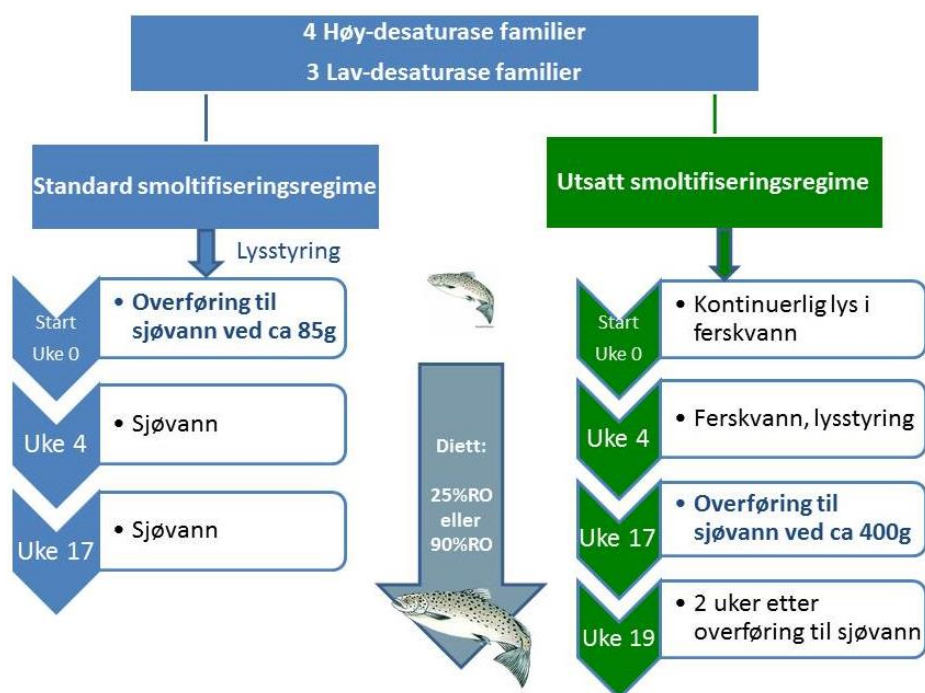 4 Høy-desaturase familier
3 Lav-desaturase familier
Standard smoltifiseringsregime
Lysstyring
Start
Uke 0
• Overføring til
sjøvann ved ca 85g
Uke 4
• Sjøvann
Uke 17
• Sjøvann
Diett:
25%RO
eller
90%RO
Utsatt smoltifiseringsregime
Start
Uke 0
• Kontinuerlig lys i
ferskvann
Uke 4
• Ferskvann, lysstyring
Uke 17
• Overføring til
sjøvann ved ca 400g
Uke 19
• 2 uker etter
overføring til sjøvann